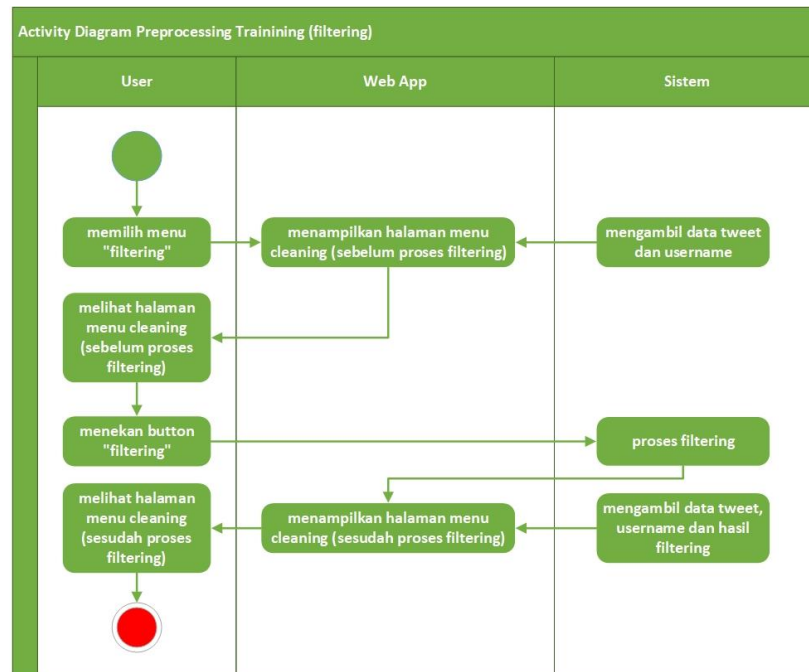 Activity Diagram Preprocessing Trainining (filtering)
User
Web App
Sistem
memilih menu
"filtering"
menampilkan halaman menu
cleaning (sebelum proses filtering)
mengambil data tweet
dan username
melihat halaman
menu cleaning
(sebelum proses
filtering)
menekan button
"filtering"
proses filtering
melihat halaman
menu cleaning
(sesudah proses
filtering)
menampilkan halaman menu
cleaning (sesudah proses filtering)
mengambil data tweet,
username dan hasil
filtering